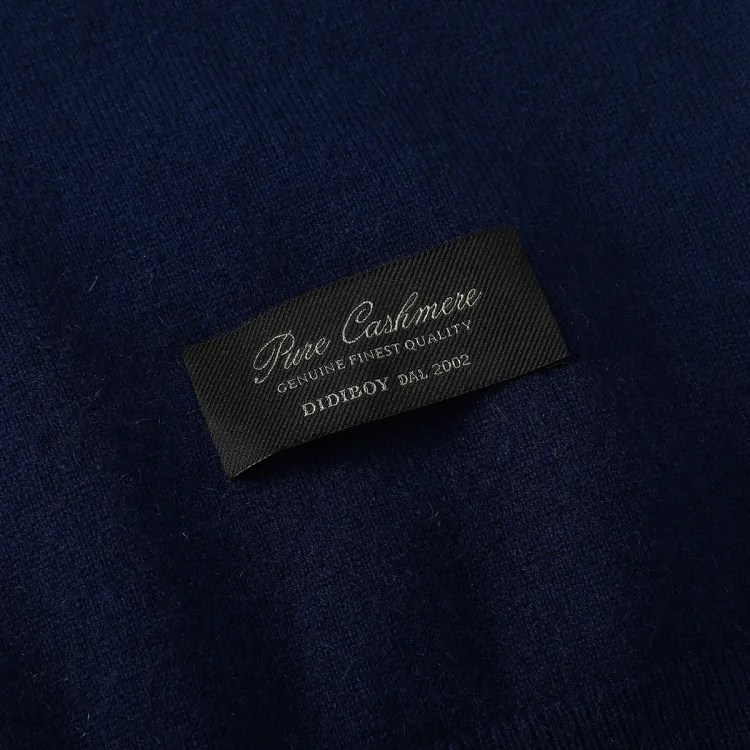 Pure Cashmere
GENUINE FINEST QUALITY
DIDIBOY DAL 2002